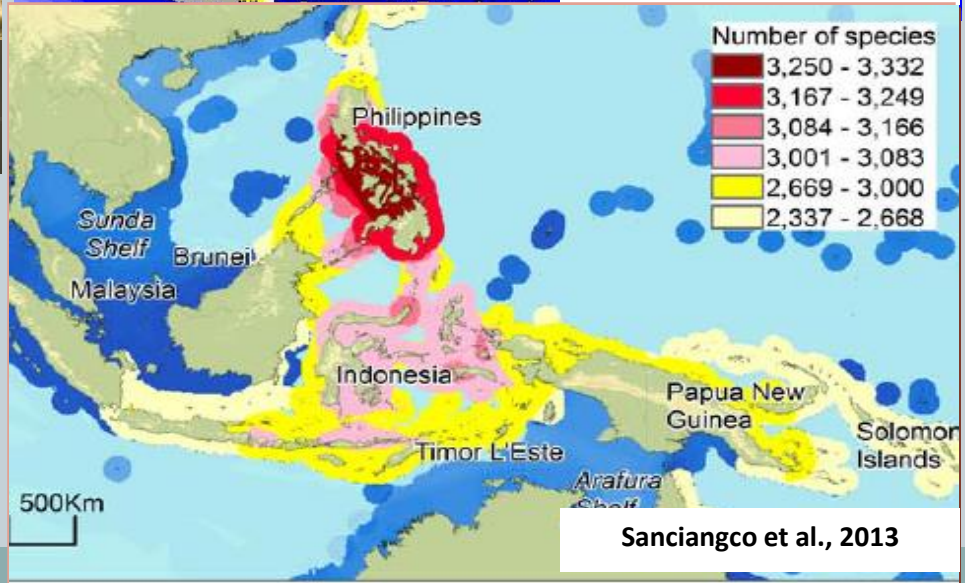 Number of species
3,250 - 3,332
3,167 - 3,249
3,084 - 3,166
3,001 - 3,083
2,669 - 3,000
2,337 - 2,668
Philippines
Sunda
Shelf
Brunei
Malaysia
Indonesia
Papua New
Guinea
Solomon
Islands
Timor L'Este
Arafura
Shelf
500Km
Sanciangco et al., 2013